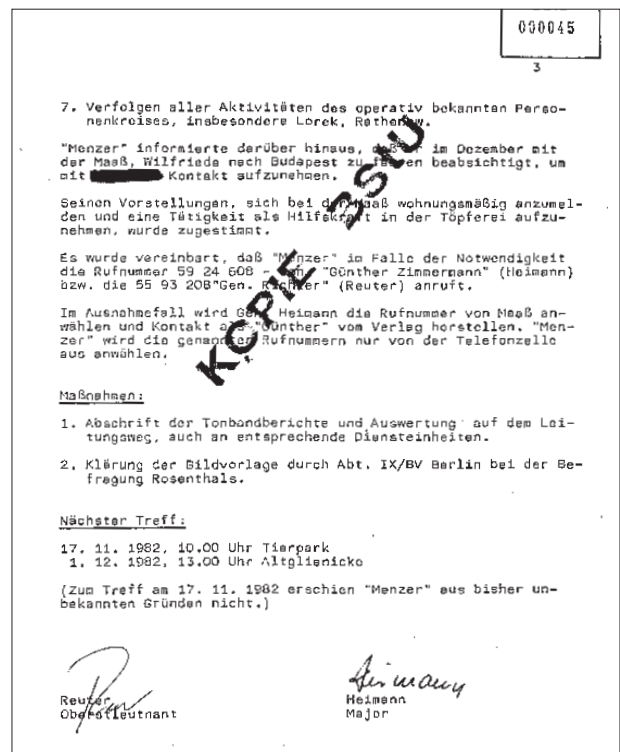 000045
3
7. Verfolgen aller Aktivitäten des operativ bekannten Perso-
nenkreises, insbesondere Lorek, Rathenow.
"Menzer" informierte darüber hinaus, daß er im Dezember mit
der Maaß, Wilfriede nach Budapest zu fahren beabsichtigt, um
mit Kontakt aufzunehmen.
Seinen Vorstellungen, sich bei der Maaß wohnungsmäßig anzumel-
den und eine Tätigkeit als Hilfskraft in der Töpferei aufzu-
nehmen, wurde zugestimmt.
Es wurde vereinbart, daß "Menzer" im Falle der Notwendigkeit
die Rufnummer 59 24 608 - Gen. "Günther Zimmermann" (Heimann)
bzw. die 55 93 208 "Gen. Richter" (Reuter) anruft.
Im Ausnahmefall wird Gen. Heimann die Rufnummer von Maaß an-
wählen und Kontakt als "Günther" vom Verlag herstellen. "Men-
zer" wird die genannten Rufnummern nur von der Telefonzelle
aus anwählen.
Maßnahmen:
1. Abschrift der Tonbandberichte und Auswertung auf dem Lei-
tungsweg, auch an entsprechende Diensteinheiten.
2. Klärung der Bildvorlage durch Abt. IX/BV Berlin bei der Be-
fragung Rosenthals.
Nächster Treff:
17. 11. 1982, 10.00 Uhr Tierpark
1. 12. 1982, 13.00 Uhr Altglienicke
(Zum Treff am 17. 11. 1982 erschien "Menzer" aus bisher un-
bekannten Gründen nicht.)
Heimann
Reuter
Oberstleutnant
Heimann
Major
KOPIE BStU